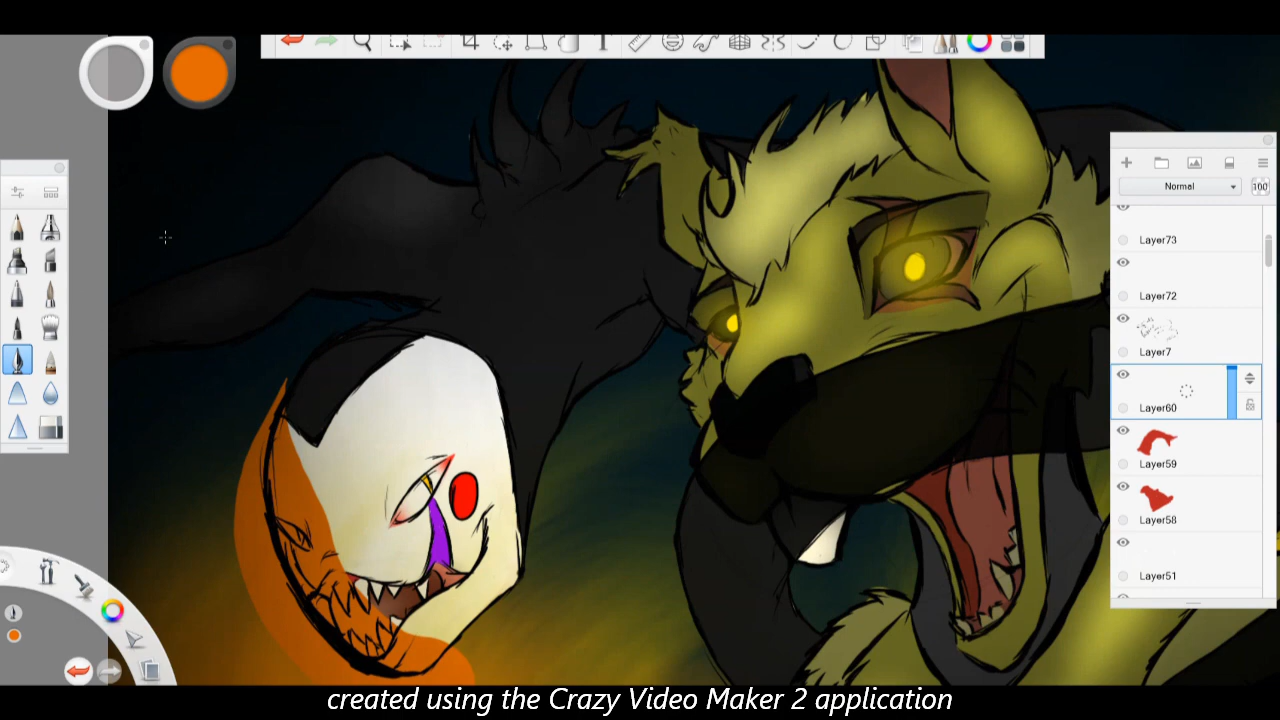 Normal
100
Layer73
Layer72
Layer7
Layer60
Layer59
Layer58
Layer51
created using the Crazy Video Maker 2 application